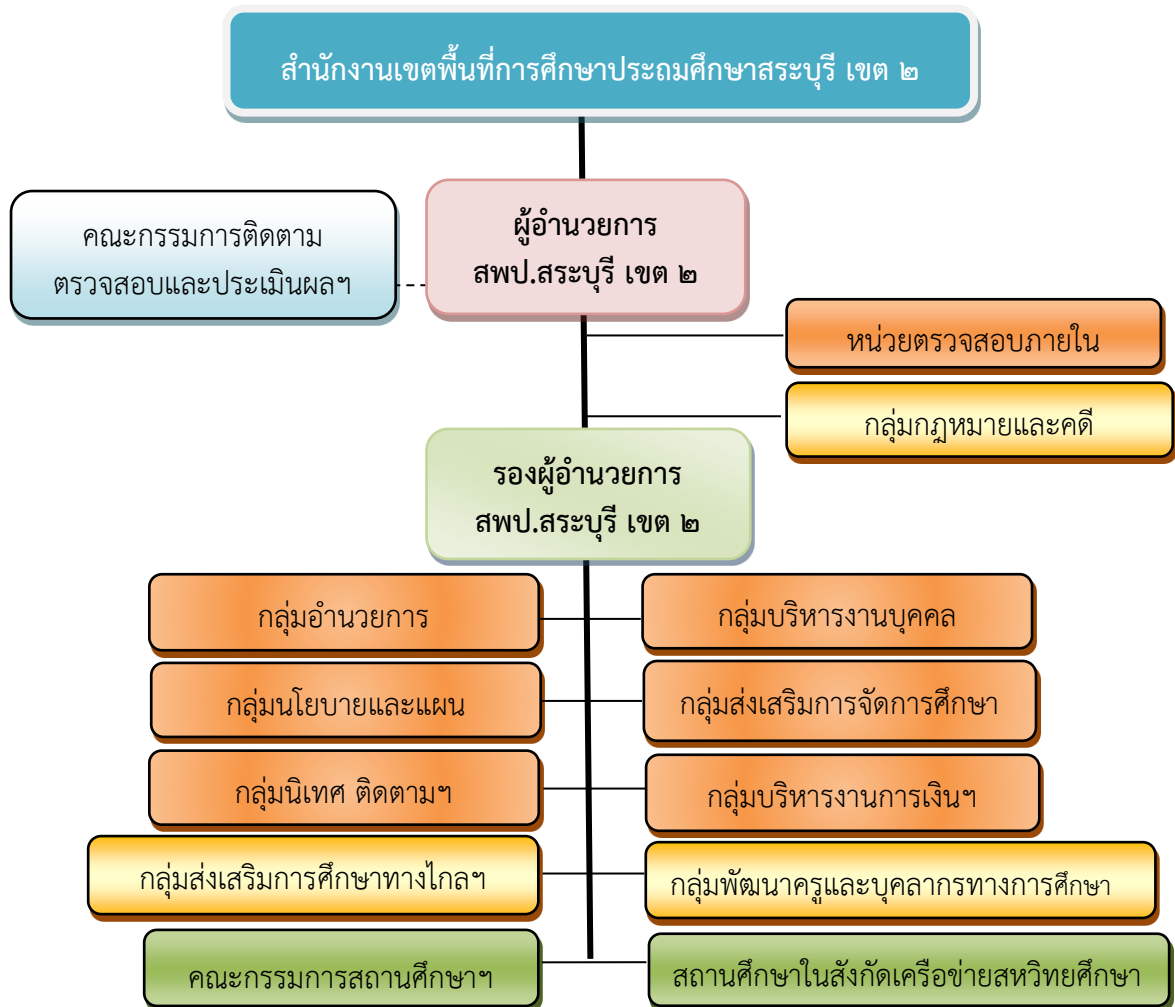 สำนักงานเขตพื้นที่การศึกษาประถมศึกษาสระบุรี เขต ๒
คณะกรรมการติดตาม
ตรวจสอบและประเมินผลฯ
ผู้อำนวยการ
สพป.สระบุรี เขต ๒
หน่วยตรวจสอบภายใน
กลุ่มกฎหมายและคดี
รองผู้อำนวยการ
สพป.สระบุรี เขต ๒
กลุ่มอำนวยการ
กลุ่มบริหารงานบุคคล
กลุ่มนโยบายและแผน
กลุ่มส่งเสริมการจัดการศึกษา
กลุ่มนิเทศ ติดตามฯ
กลุ่มบริหารงานการเงินฯ
กลุ่มส่งเสริมการศึกษาทางไกลฯ
กลุ่มพัฒนาครูและบุคลากรทางการศึกษา
คณะกรรมการสถานศึกษาฯ
สถานศึกษาในสังกัดเครือข่ายสหวิทยศึกษา